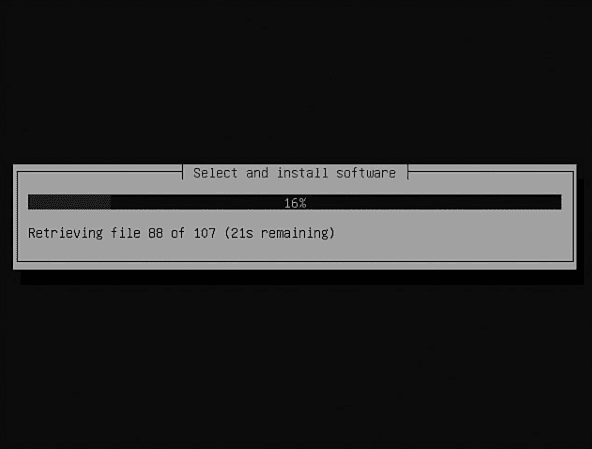 Select and install software
16%
Retrieving file 88 of 107 (21s remaining)